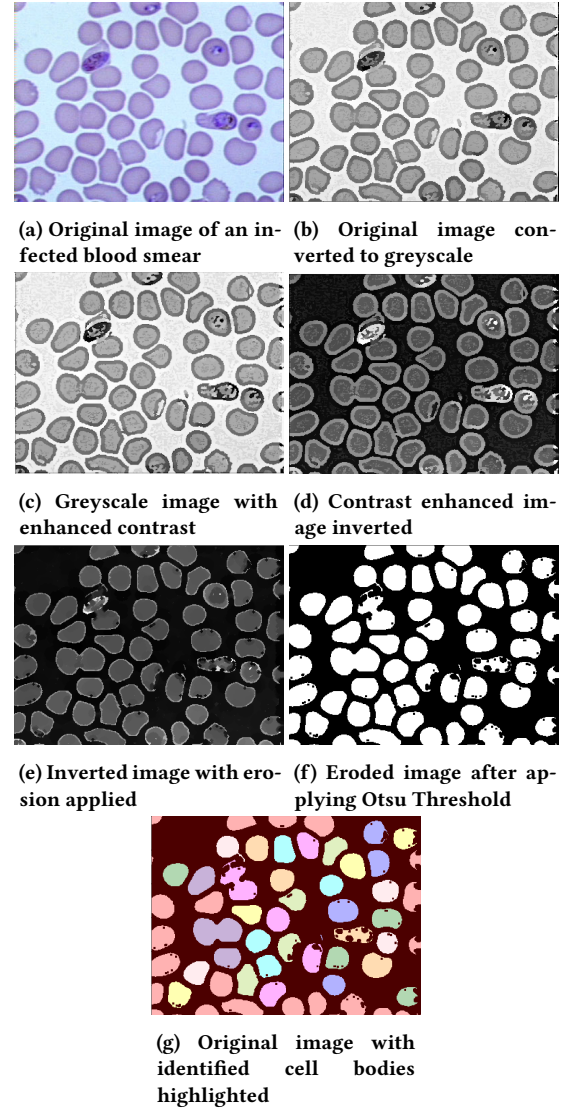 (a) Original image of an in-
fected blood smear
(b) Original image con-
verted to greyscale
(c) Greyscale image with
enhanced contrast
(d) Contrast enhanced im-
age inverted
(e) Inverted image with ero-
sion applied
(f) Eroded image after ap-
plying Otsu Threshold
(g) Original image with
identified cell bodies
highlighted